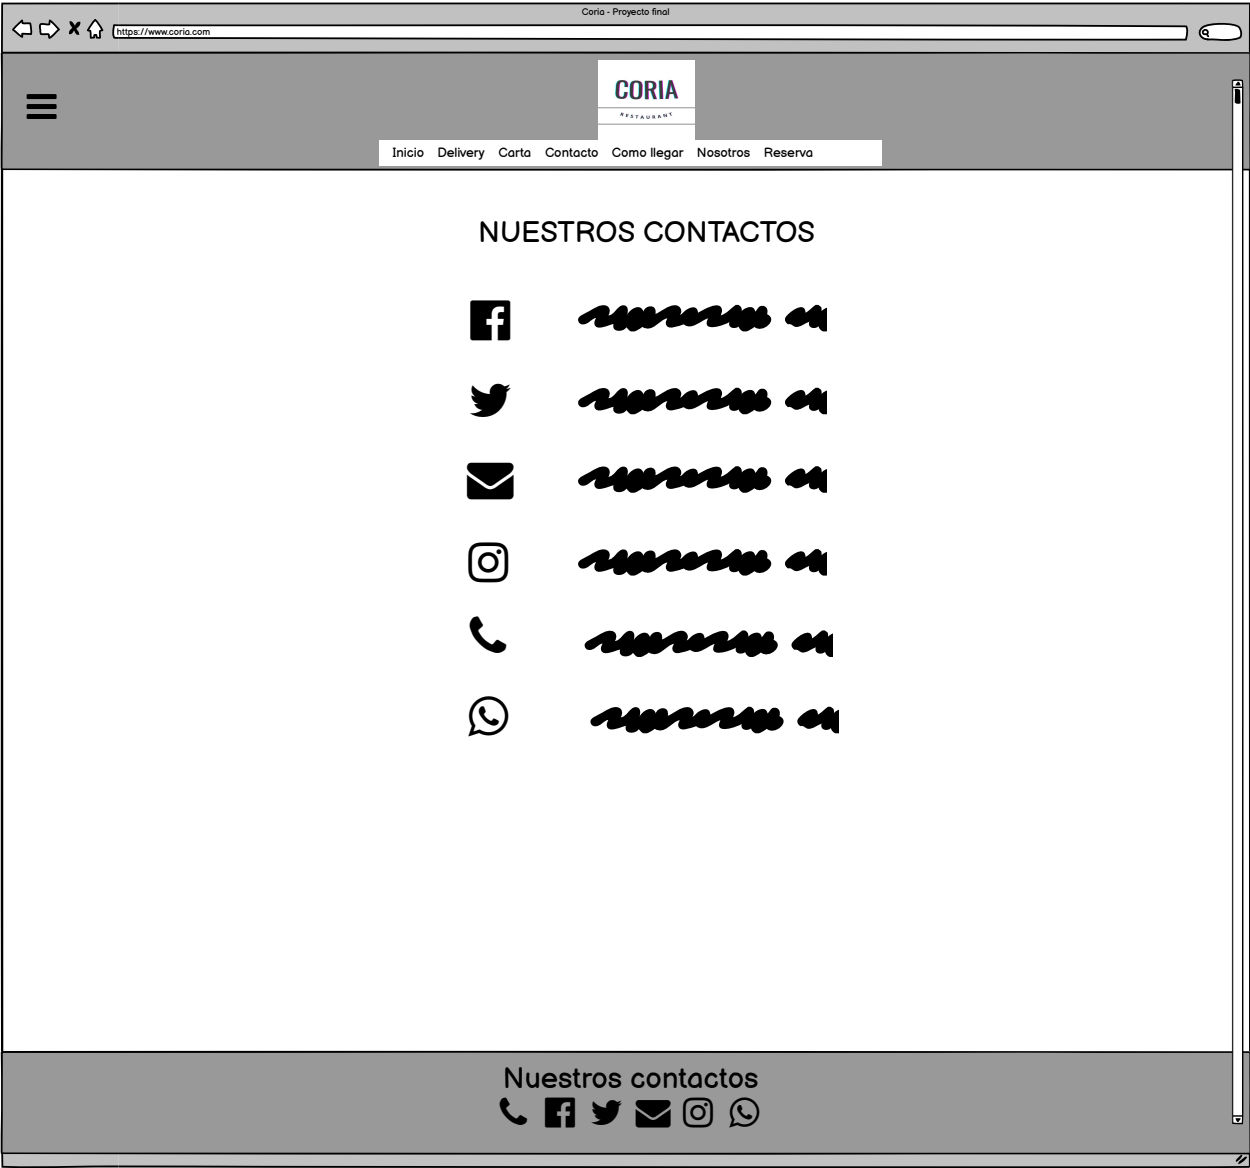 Coria - Proyecto final
https://www.coria.com
CORIA
RESTAURANT
Inicio Delivery Carta Contacto Como llegar Nosotros Reserva
NUESTROS CONTACTOS
Nuestros contactos